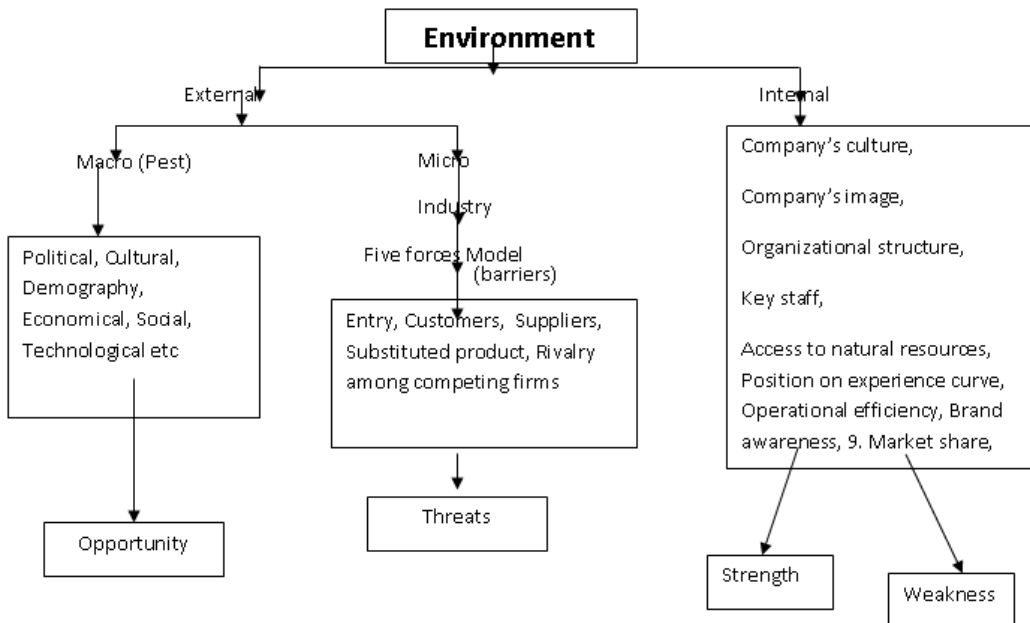 Environment
External
Internal
Macro (Pest)
Micro
Industry
Five forces Model
(barriers)
Political, Cultural,
Demography,
Economical, Social,
Technological etc
Entry, Customers, Suppliers,
Substituted product, Rivalry
among competing firms
Company's culture,
Company's image,
Organizational structure,
Key staff,
Access to natural resources,
Position on experience curve,
Operational efficiency, Brand
awareness, 9. Market share,
Opportunity
Threats
Strength
Weakness